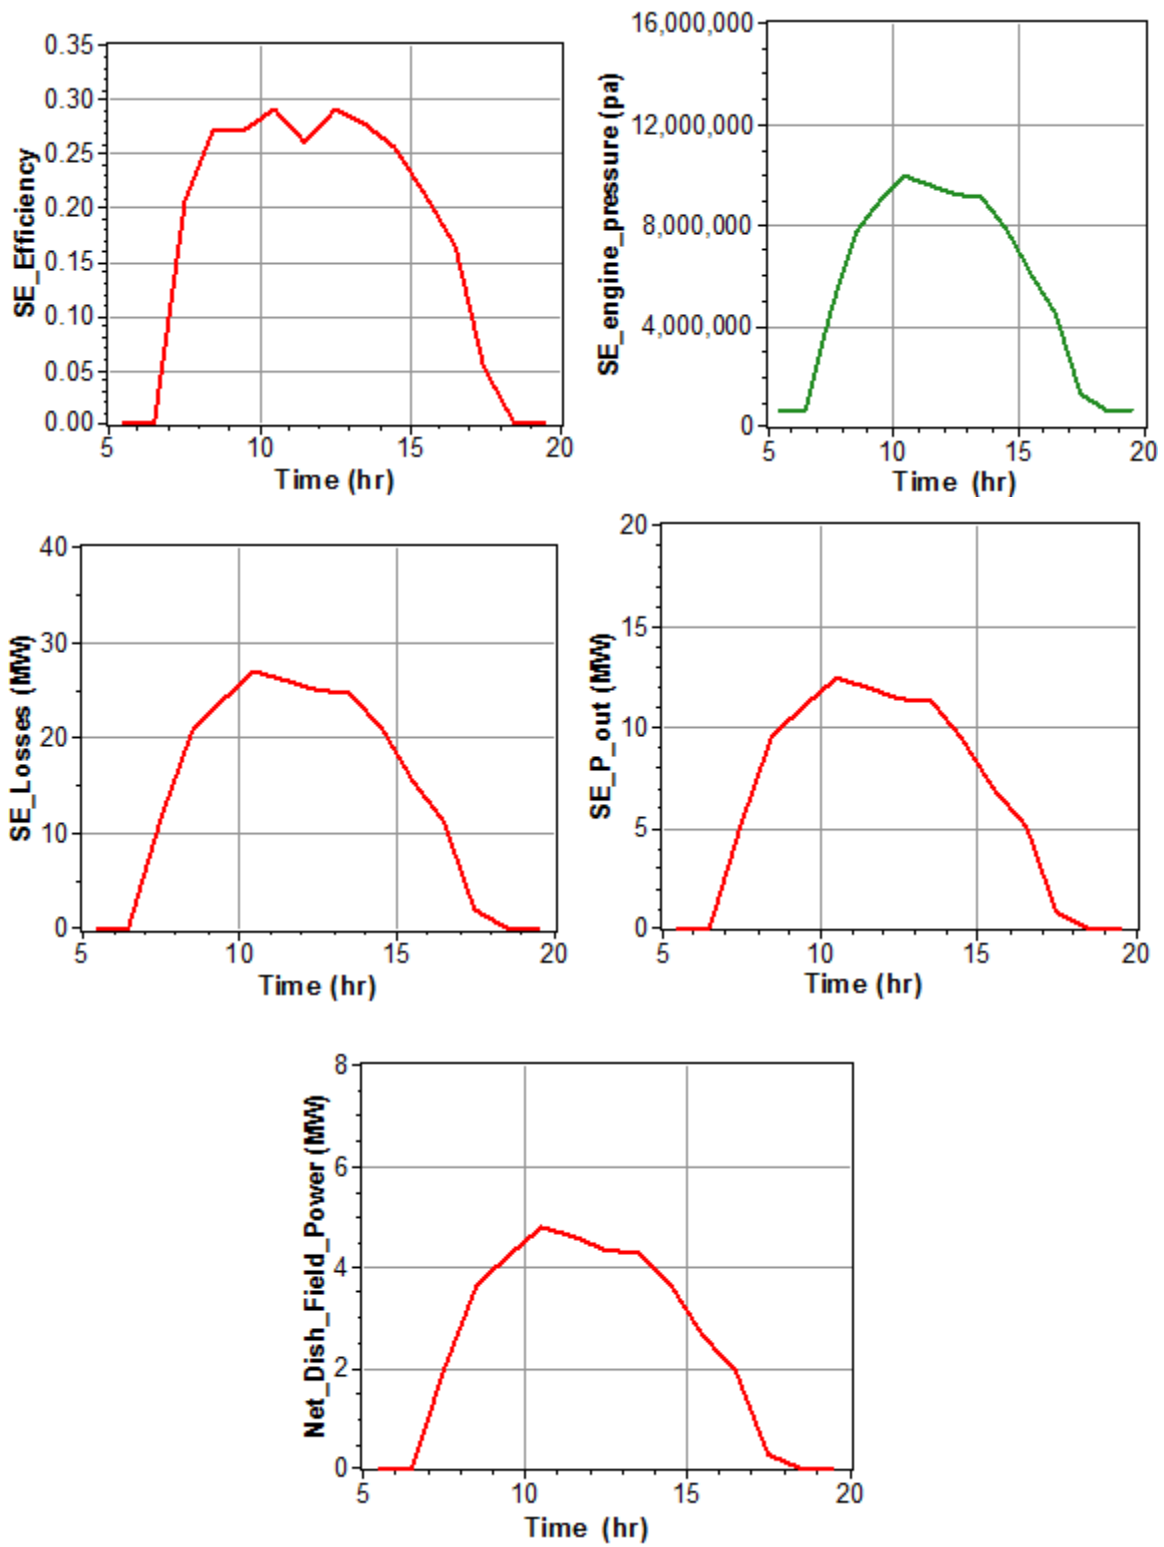 SE_Efficiency
0.35
0.30
0.25
0.20
0.15
0.10
0.05
0.00
5 10 15 20
Time (hr)
SE_engine_pressure (pa)
16,000,000
12,000,000
8,000,000
4,000,000
0
5 10 15 20
Time (hr)
SE_Losses (MW)
40
30
20
10
0
5 10 15 20
Time (hr)
SE_P_out (MW)
20
15
10
5
0
5 10 15 20
Time (hr)
Net_Dish_Field_Power (MW)
8
6
4
2
0
5 10 15 20
Time (hr)